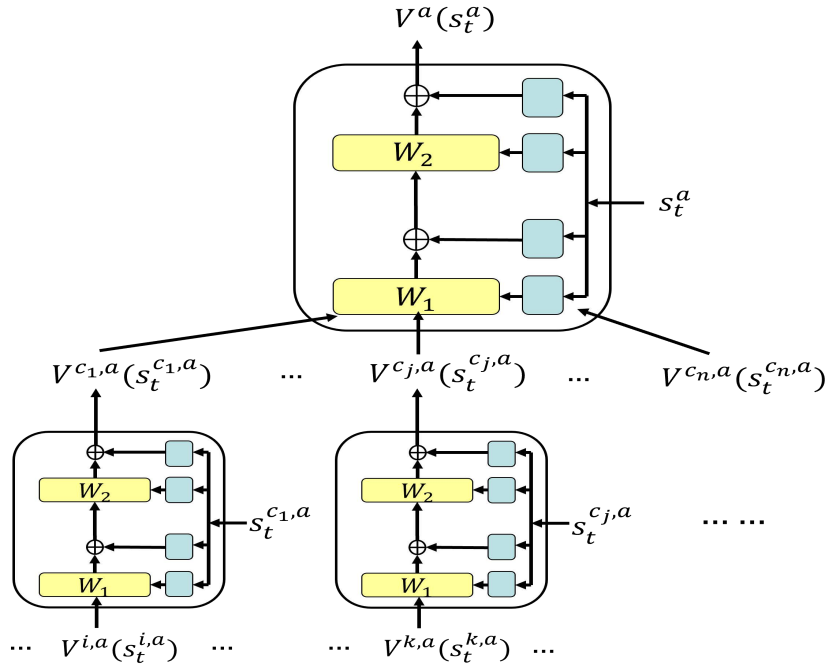 V^a(s_t^a)
W_2
s_t^a
W_1
V^{c_1,a}(s_t^{c_1,a}) ... V^{c_j,a}(s_t^{c_j,a}) ... V^{c_n,a}(s_t^{c_n,a})
W_2 W_2
s_t^{c_1,a} s_t^{c_j,a} ... ...
W_1 W_1
... V^{i,a}(s_t^{i,a}) ... ... V^{k,a}(s_t^{k,a}) ...